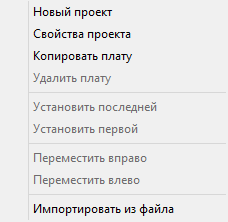 Новый проект
Свойства проекта
Копировать плату
Удалить плату
Установить последней
Установить первой
Переместить вправо
Переместить влево
Импортировать из файла